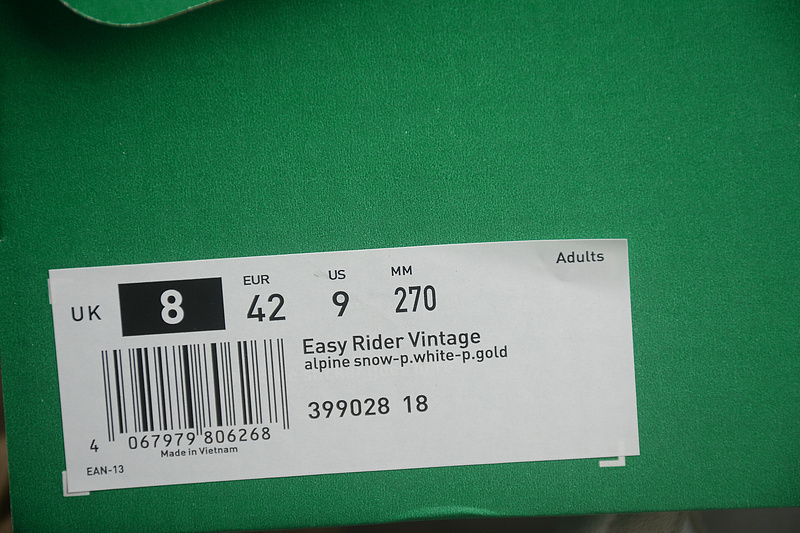 Adults
UK 8 EUR 42 US 9 MM 270
Easy Rider Vintage
alpine snow-p.white-p.gold
399028 18
4 067979 806268
Made in Vietnam
EAN-13